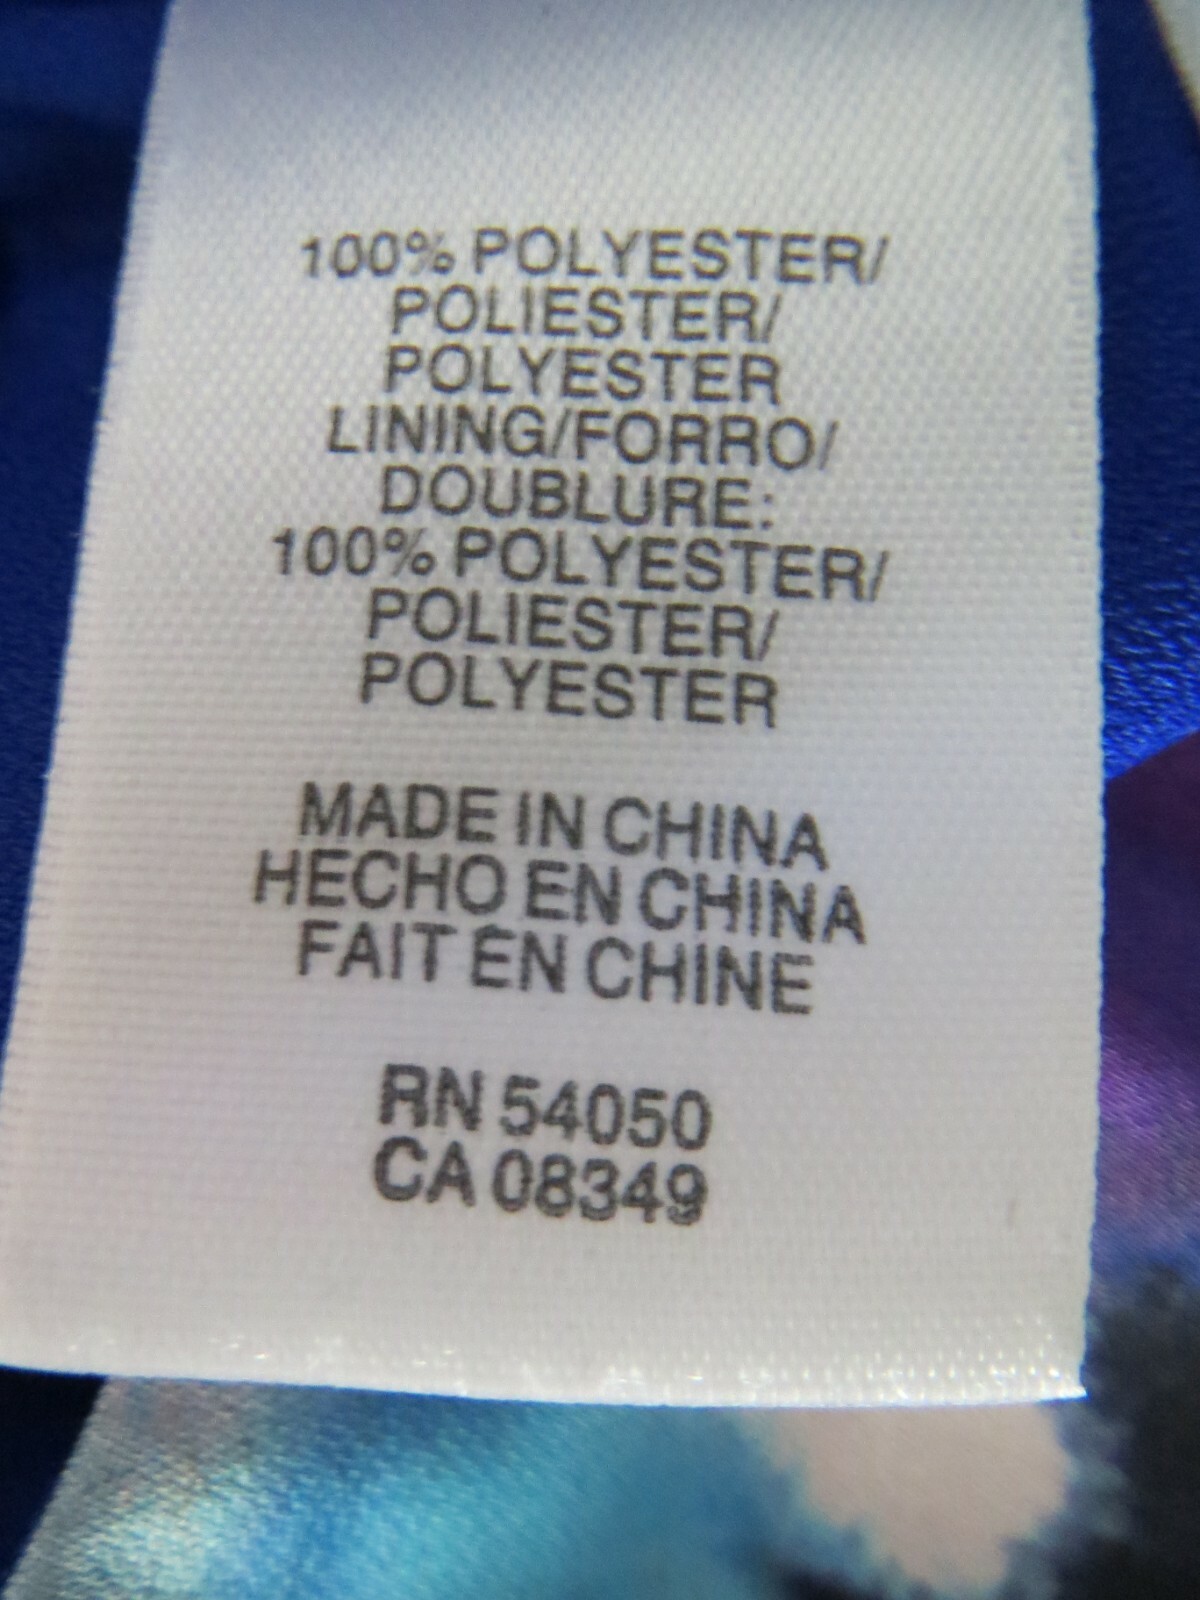 100% POLYESTER/
POLIESTER/
POLYESTER
LINING/FORRO/
DOUBLURE:
100% POLYESTER/
POLIESTER/
POLYESTER
MADE IN CHINA
HECHO EN CHINA
FAIT EN CHINE
RN 54050
CA 08349